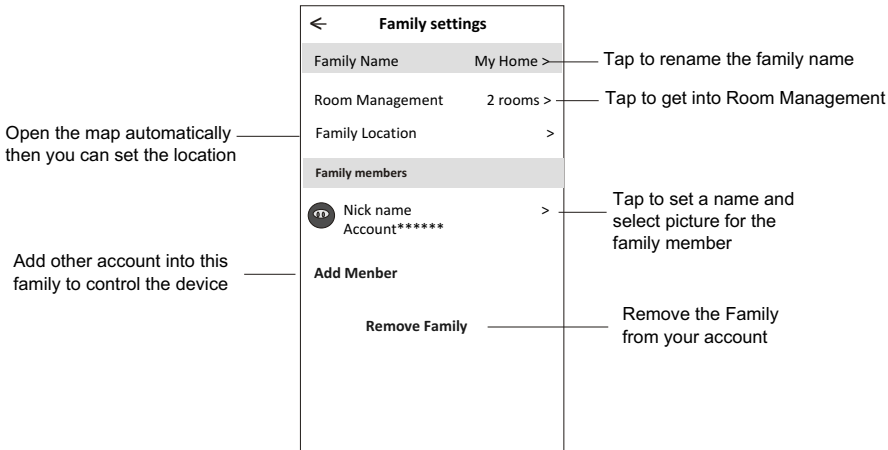 ← Family settings
Family Name My Home >
Tap to rename the family name
Room Management 2 rooms >
Tap to get into Room Management
Open the map automatically
then you can set the location
Family Location >
Family members
Nick name >
Account******
Tap to set a name and
select picture for the
family member
Add other account into this
family to control the device
Add Menber
Remove Family
Remove the Family
from your account